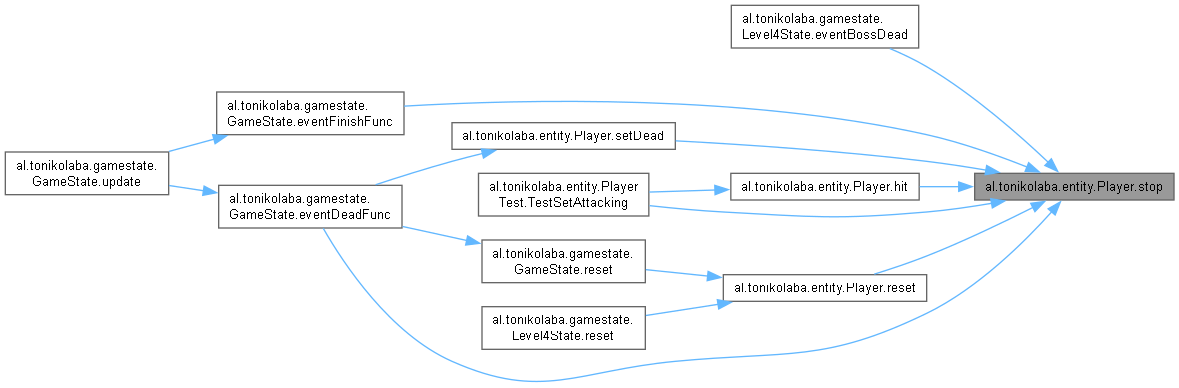 al.tonikolaba.gamestate.
Level4State.eventBossDead
al.tonikolaba.gamestate.
GameState.eventFinishFunc
al.tonikolaba.entity.Player.setDead
al.tonikolaba.gamestate.
GameState.update
al.tonikolaba.entity.Player
Test.TestSetAttacking
al.tonikolaba.entity.Player.hit
al.tonikolaba.entity.Player.stop
al.tonikolaba.gamestate.
GameState.eventDeadFunc
al.tonikolaba.gamestate.
GameState.reset
al.tonikolaba.entity.Player.reset
al.tonikolaba.gamestate.
Level4State.reset